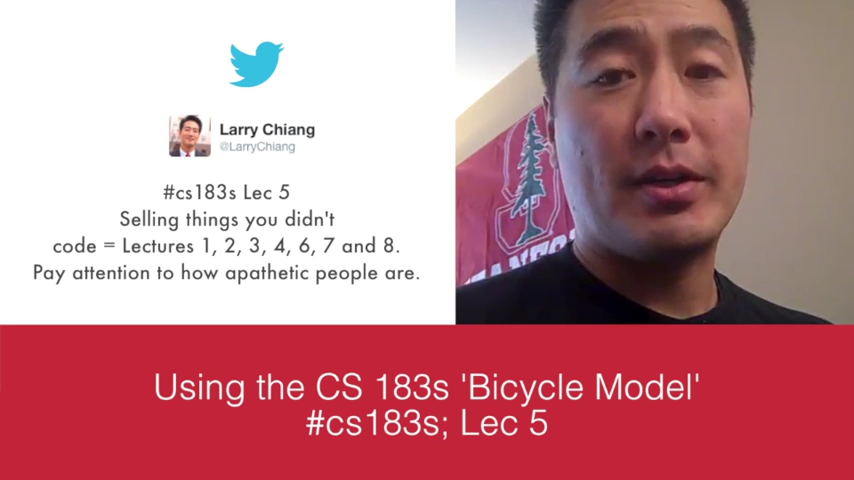 Larry Chiang
@LarryChiang
#cs183s Lec 5
Selling things you didn't
code = Lectures 1, 2, 3, 4, 6, 7 and 8.
Pay attention to how apathetic people are.
S
STANFORD
Using the CS 183s 'Bicycle Model'
#cs183s; Lec 5